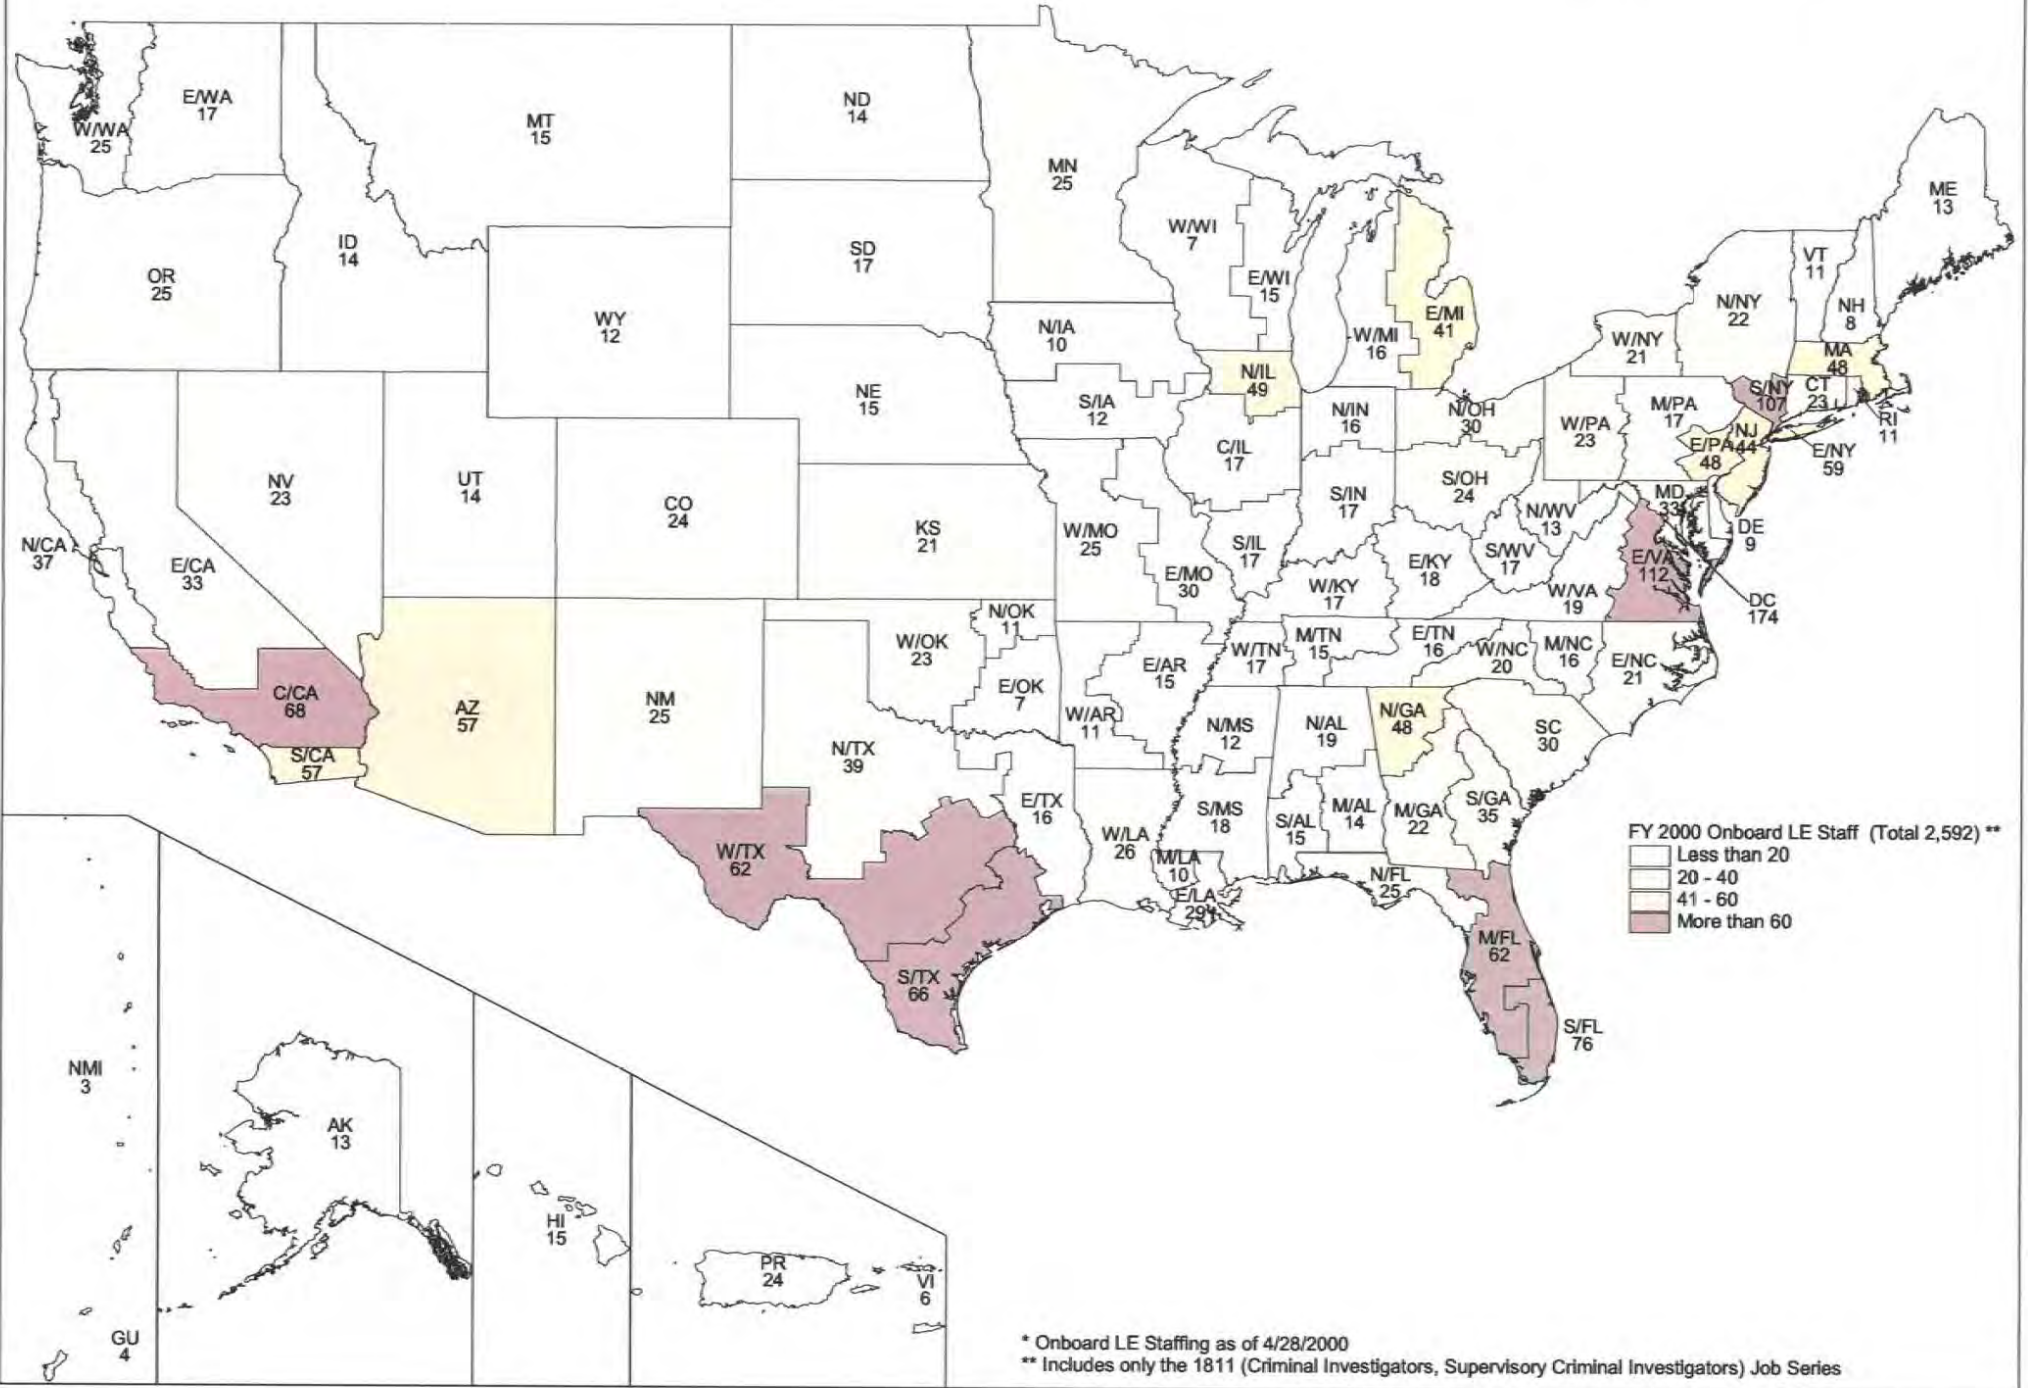 E/WA
17
W/WA
25
MT
15
ND
14
MN
25
ID
14
OR
25
WY
12
SD
17
W/WI
7
E/WI
15
E/MI
41
W/MI
16
ME
13
VT
11
NH
8
N/NY
22
W/NY
21
MA
48
N/IA
10
S/IA
12
N/IL
49
NE
15
N/IN
16
N/OH
30
W/PA
23
M/PA
17
S/NY
107
CT
23
RI
11
NJ
44
E/PA
48
E/NY
59
C/IL
17
NV
23
UT
14
CO
24
KS
21
W/MO
25
E/MO
30
S/IL
17
S/IN
17
S/OH
24
N/WV
13
MD
33
DE
9
N/CA
37
E/CA
33
E/KY
18
S/WV
17
E/VA
112
W/KY
17
W/VA
19
DC
174
N/OK
11
W/OK
23
E/OK
7
E/AR
15
W/AR
11
W/TN
17
M/TN
15
E/TN
16
W/NC
20
M/NC
16
E/NC
21
C/CA
68
S/CA
57
AZ
57
NM
25
N/TX
39
N/MS
12
N/AL
19
N/GA
48
SC
30
E/TX
16
W/LA
26
S/MS
18
S/AL
15
M/AL
14
M/GA
22
S/GA
35
W/TX
62
M/LA
10
E/LA
29
N/FL
25
S/TX
66
M/FL
62
S/FL
76
FY 2000 Onboard LE Staff (Total 2,592) **
Less than 20
20 - 40
41 - 60
More than 60
NMI
3
AK
13
HI
15
PR
24
VI
6
GU
4
* Onboard LE Staffing as of 4/28/2000
** Includes only the 1811 (Criminal Investigators, Supervisory Criminal Investigators) Job Series